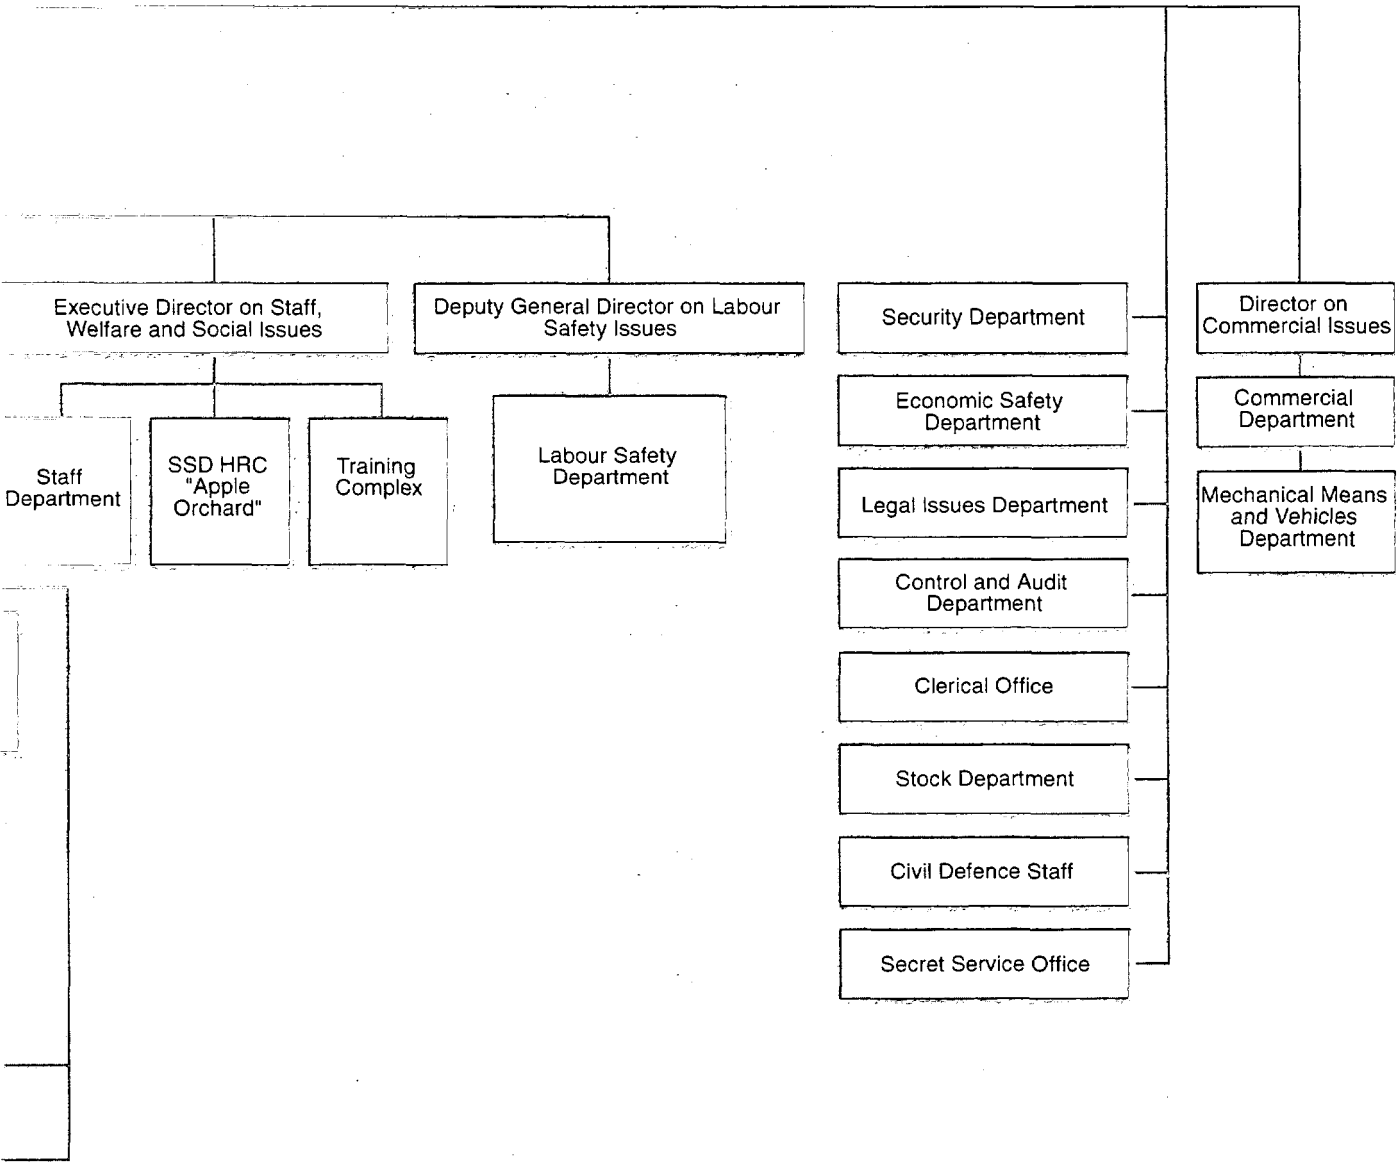 Executive Director on Staff,
Welfare and Social Issues
Deputy General Director on Labour
Safety Issues
Staff
Department
SSD HRC
"Apple
Orchard"
Training
Complex
Labour Safety
Department
Security Department
Economic Safety
Department
Legal Issues Department
Control and Audit
Department
Clerical Office
Stock Department
Civil Defence Staff
Secret Service Office
Director on
Commercial Issues
Commercial
Department
Mechanical Means
and Vehicles
Department